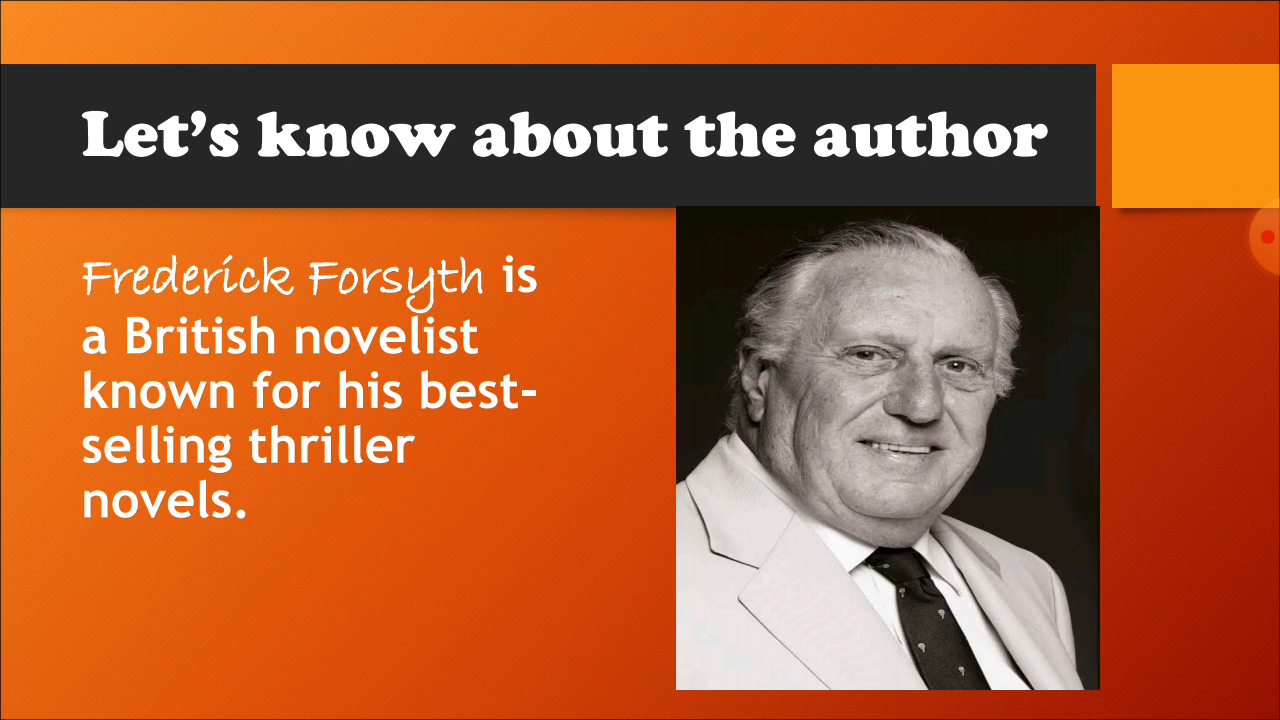 Let’s know about the author
Frederick Forsyth is
a British novelist
known for his best-
selling thriller
novels.